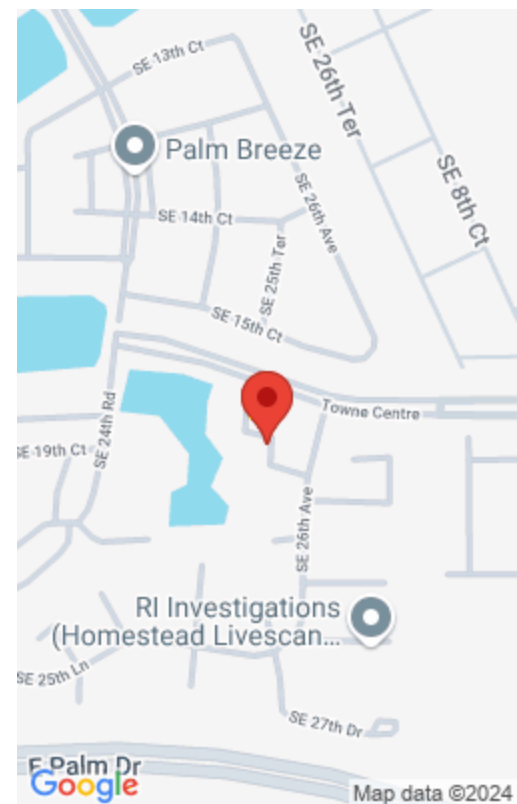 SE 13th Ct
SE 26th Ter
Palm Breeze
SE 8th Ct
SE 14th Ct
SE 26th Ave
SE 25th Ter
SE 15th Ct
Towne Centre
SE 24th Rd
SE 19th Ct
SE 26th Ave
RI Investigations
(Homestead Livescan...
SE 25th Ln
SE 27th Dr
E Palm Dr
Google
Map data ©2024